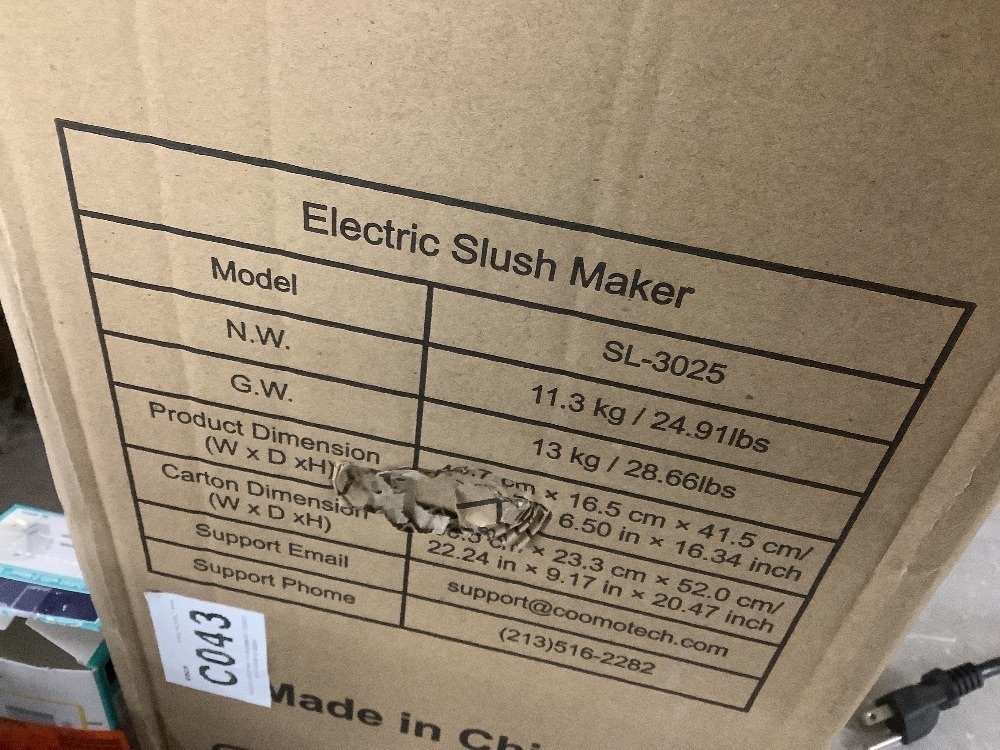 Electric Slush Maker
Model
SL-3025
N.W.
11.3 kg / 24.91lbs
G.W.
13 kg / 28.66lbs
Product Dimension
(W x D xH)
cm × 16.5 cm × 41.5 cm/
6.50 in × 16.34 inch
Carton Dimension
(W x D xH)
× 23.3 cm × 52.0 cm/
22.24 in × 9.17 in × 20.47 inch
Support Email
support@coomotech.com
Support Phome
(213)516-2282
C043
Made in